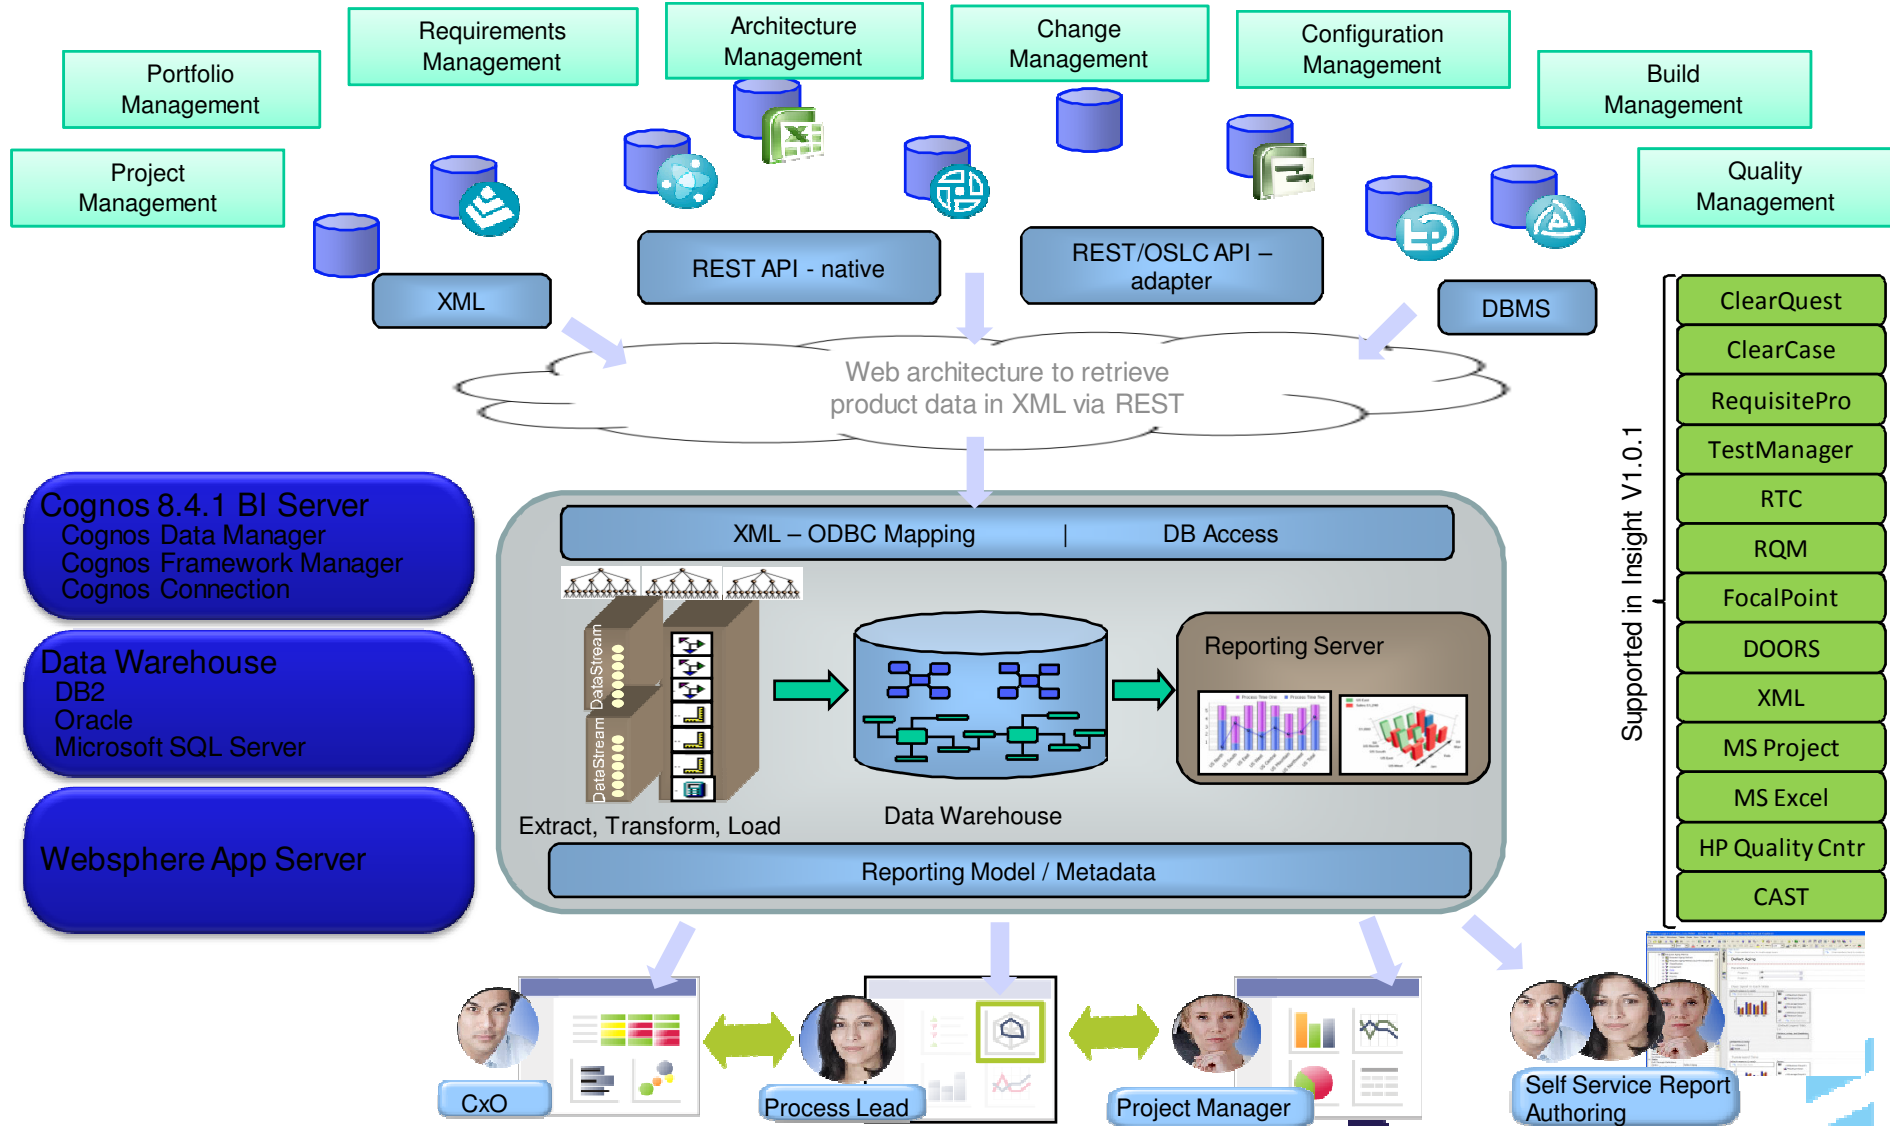 Requirements
Management
Architecture
Management
Change
Management
Configuration
Management
Portfolio
Management
Build
Management
Project
Management
Quality
Management
XML
REST API - native
REST/OSLC API –
adapter
DBMS
Web architecture to retrieve
product data in XML via REST
Cognos 8.4.1 BI Server
Cognos Data Manager
Cognos Framework Manager
Cognos Connection
Data Warehouse
DB2
Oracle
Microsoft SQL Server
Websphere App Server
XML – ODBC Mapping | DB Access
DataStream
DataStream
Extract, Transform, Load
Data Warehouse
Reporting Server
Process Time One
Reporting Model / Metadata
Supported in Insight V1.0.1
ClearQuest
ClearCase
RequisitePro
TestManager
RTC
RQM
FocalPoint
DOORS
XML
MS Project
MS Excel
HP Quality Cntr
CAST
CxO
Process Lead
Project Manager
Defect Aging
Self Service Report
Authoring